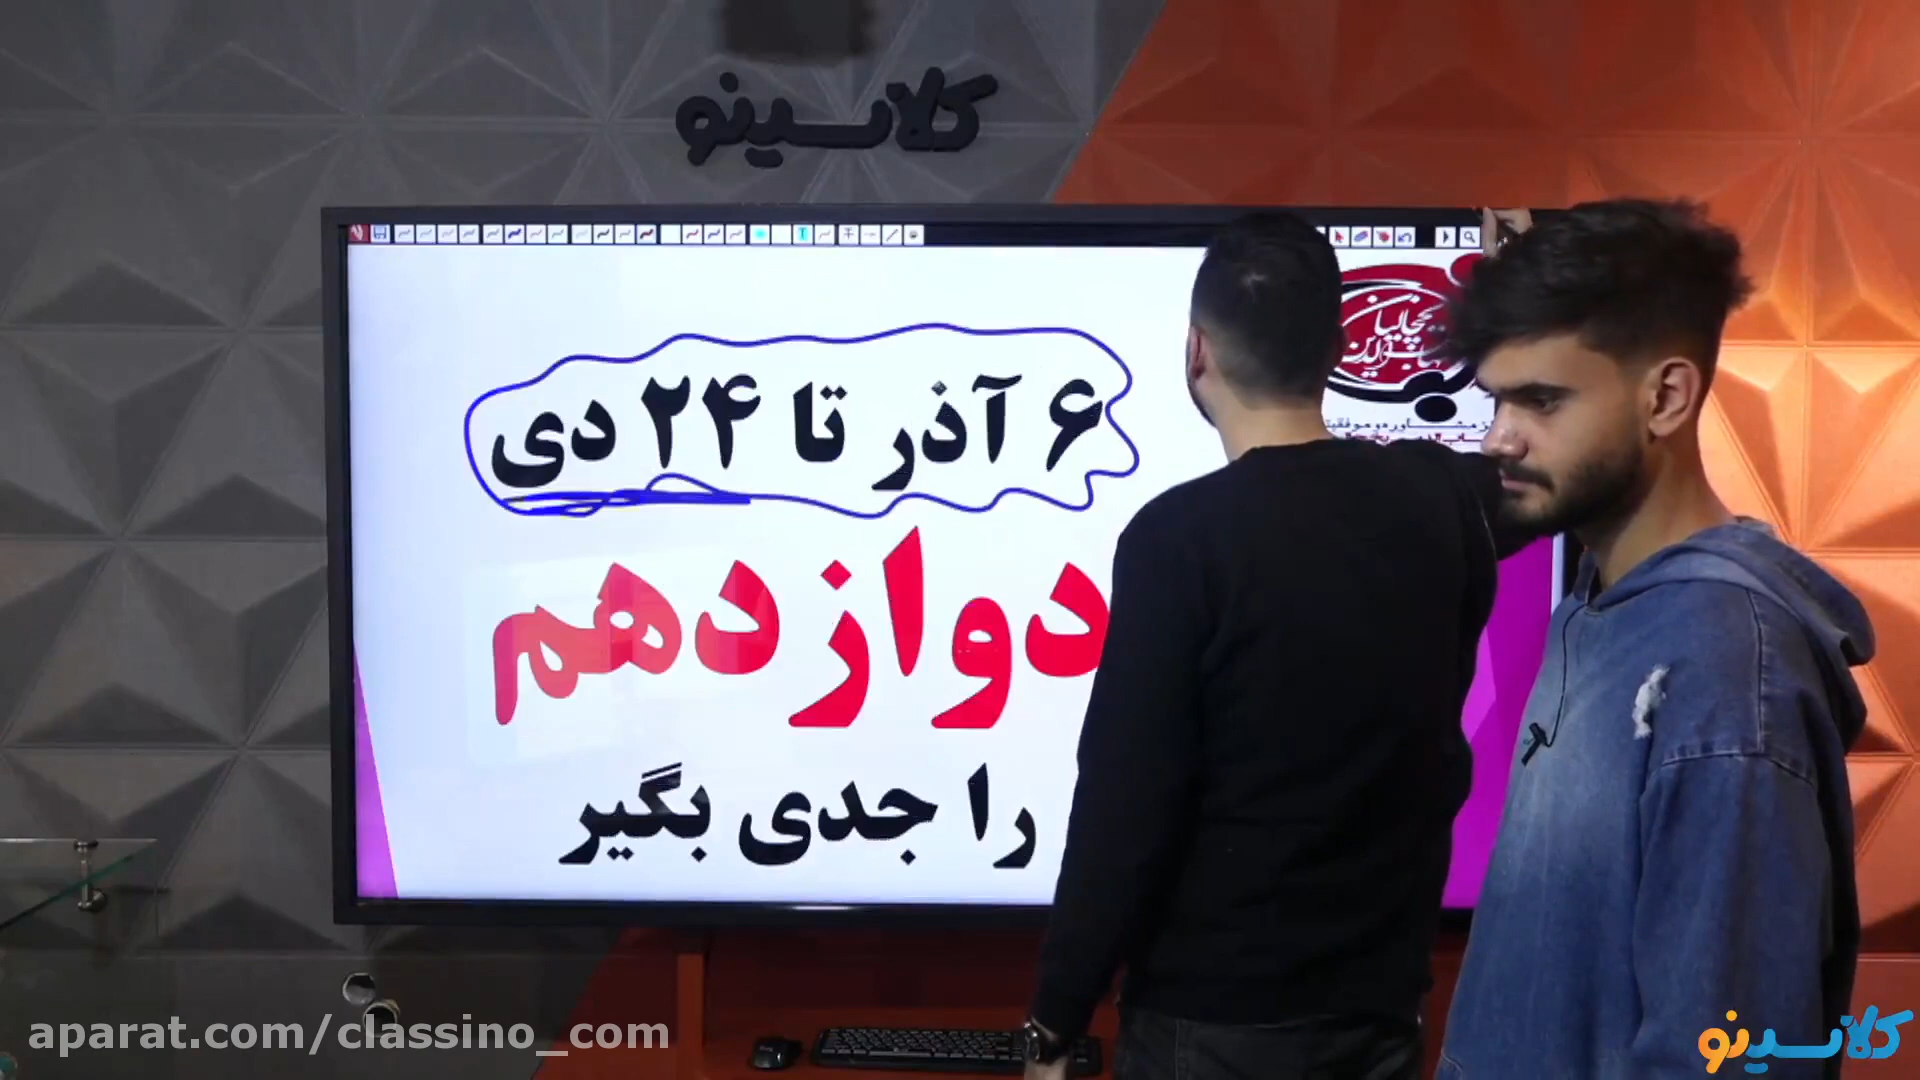 کلاسینو
۶ آذر تا ۲۴ دی
دوازدهم
را جدی بگیر
aparat.com/classino_com
کلاسینو